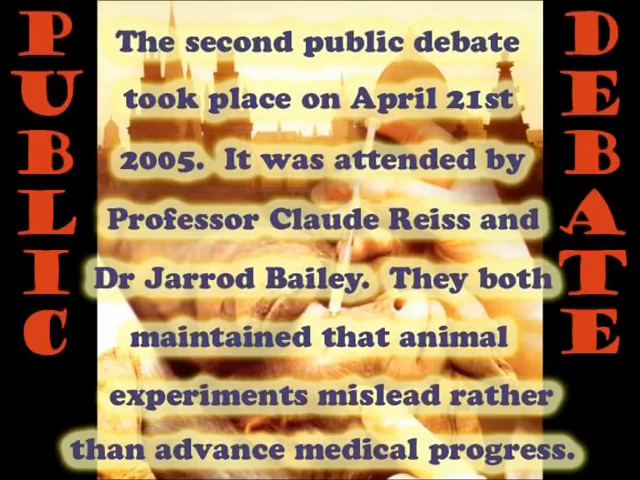 PUBLIC
The second public debate
took place on April 21st
2005. It was attended by
Professor Claude Reiss and
Dr Jarrod Bailey. They both
maintained that animal
experiments mislead rather
than advance medical progress.
DEBATE